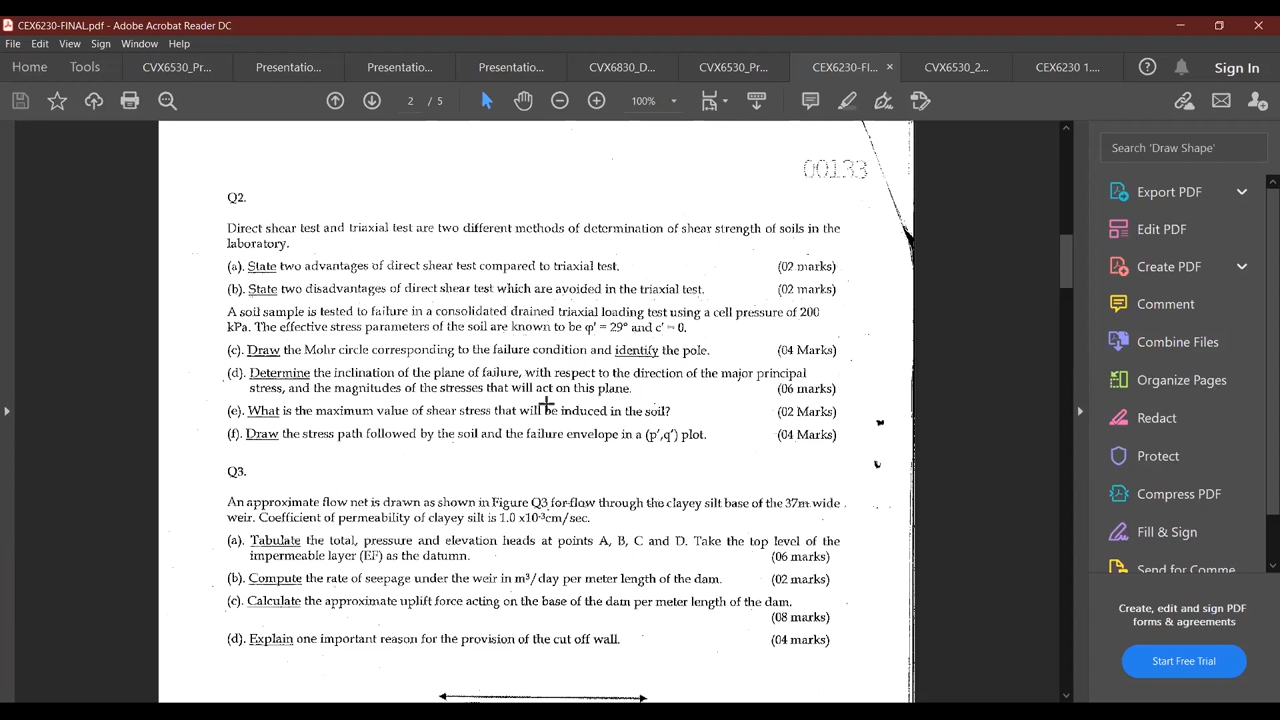 CEX6230-FINAL.pdf - Adobe Acrobat Reader DC
File Edit View Sign Window Help
Home Tools CVX6530_Pr... Presentatio... Presentatio... Presentatio... CVX6830_D... CVX6530_Pr... CEX6230-FI... × CVX6530_2... CEX6230 1.... Sign In
2 / 5 100%
00133
Q2.
Direct shear test and triaxial test are two different methods of determination of shear strength of soils in the
laboratory.
(a). State two advantages of direct shear test compared to triaxial test. (02 marks)
(b). State two disadvantages of direct shear test which are avoided in the triaxial test. (02 marks)
A soil sample is tested to failure in a consolidated drained triaxial loading test using a cell pressure of 200
kPa. The effective stress parameters of the soil are known to be φ' = 29° and c' = 0.
(c). Draw the Mohr circle corresponding to the failure condition and identify the pole. (04 Marks)
(d). Determine the inclination of the plane of failure, with respect to the direction of the major principal
stress, and the magnitudes of the stresses that will act on this plane. (06 marks)
(e). What is the maximum value of shear stress that will be induced in the soil? (02 Marks)
(f). Draw the stress path followed by the soil and the failure envelope in a (p',q') plot. (04 Marks)
Q3.
An approximate flow net is drawn as shown in Figure Q3 for flow through the clayey silt base of the 37m wide
weir. Coefficient of permeability of clayey silt is 1.0 x10⁻³cm/sec.
(a). Tabulate the total, pressure and elevation heads at points A, B, C and D. Take the top level of the
impermeable layer (EF) as the datumn. (06 marks)
(b). Compute the rate of seepage under the weir in m³/day per meter length of the dam. (02 marks)
(c). Calculate the approximate uplift force acting on the base of the dam per meter length of the dam.
(08 marks)
(d). Explain one important reason for the provision of the cut off wall. (04 marks)
Search 'Draw Shape'
Export PDF
Edit PDF
Create PDF
Comment
Combine Files
Organize Pages
Redact
Protect
Compress PDF
Fill & Sign
Send for Comme
Create, edit and sign PDF
forms & agreements
Start Free Trial